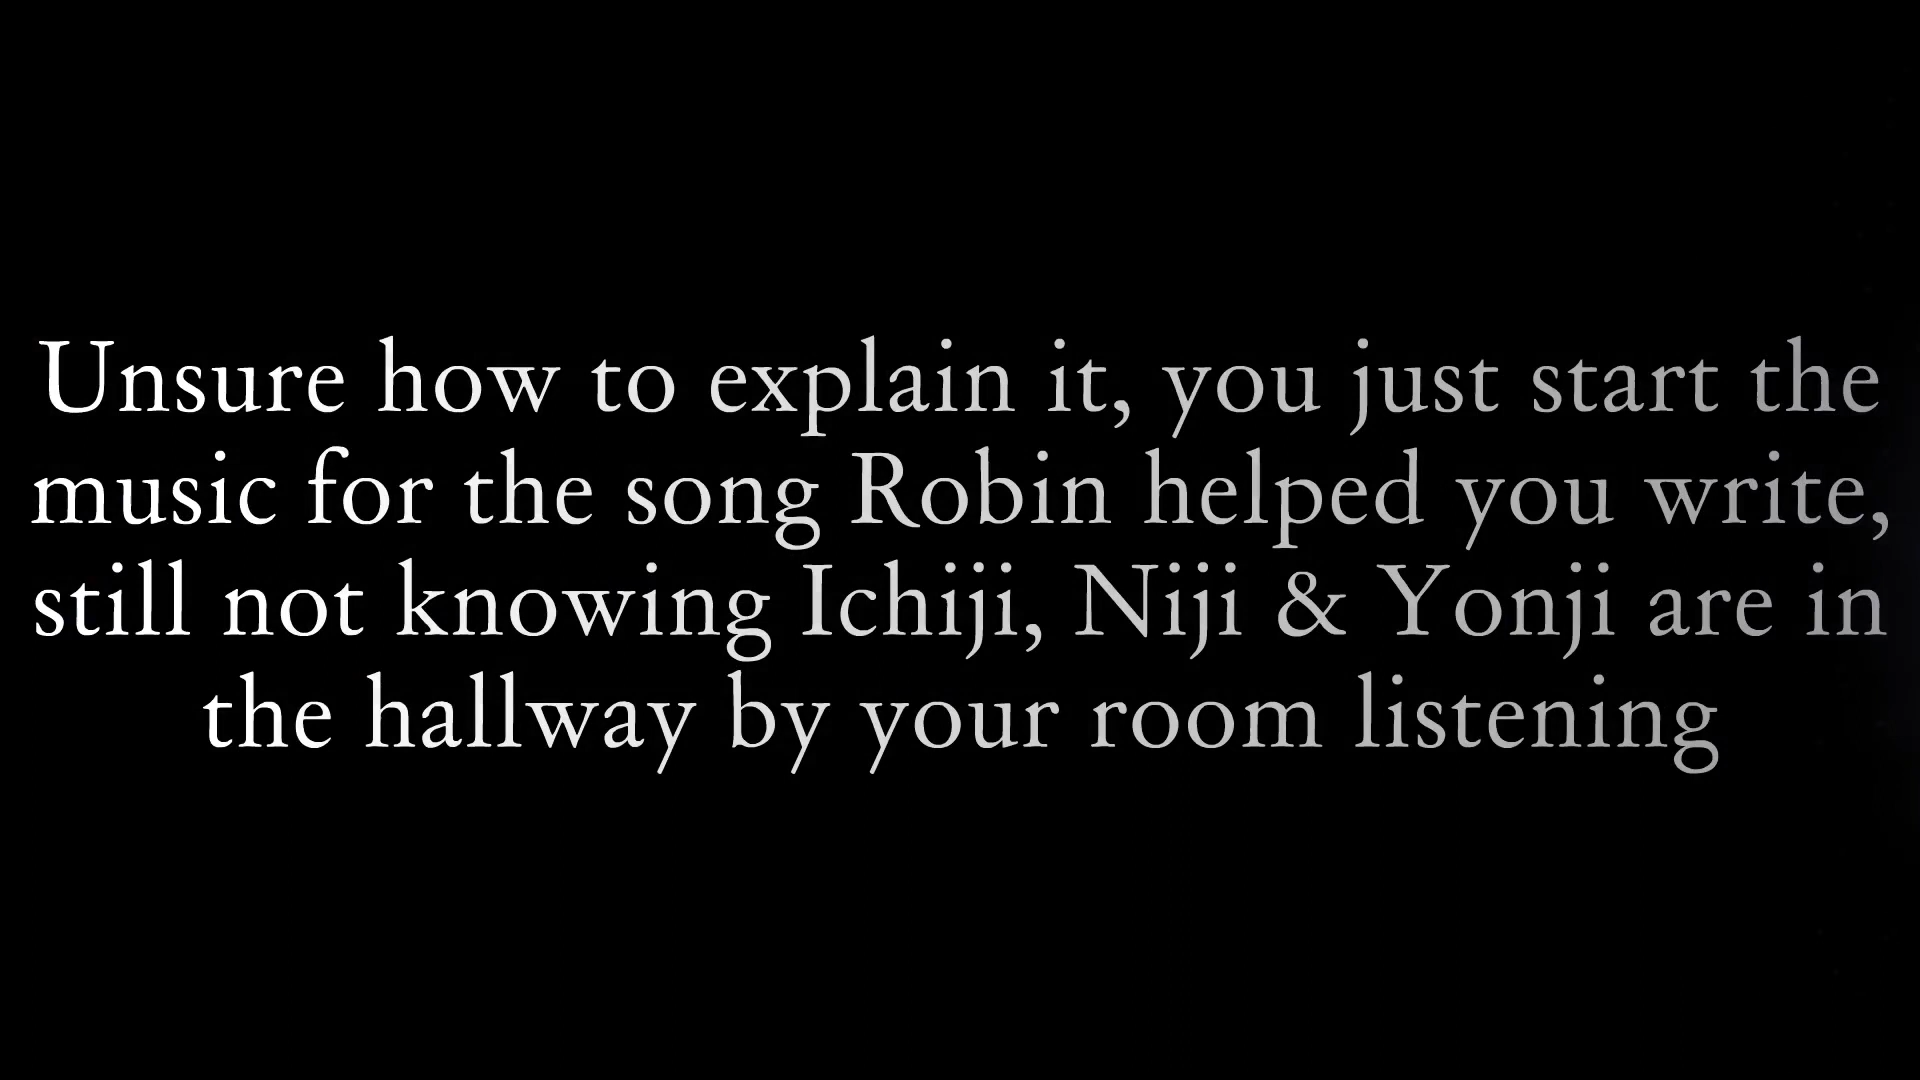 Unsure how to explain it, you just start the
music for the song Robin helped you write,
still not knowing Ichiji, Niji & Yonji are in
the hallway by your room listening